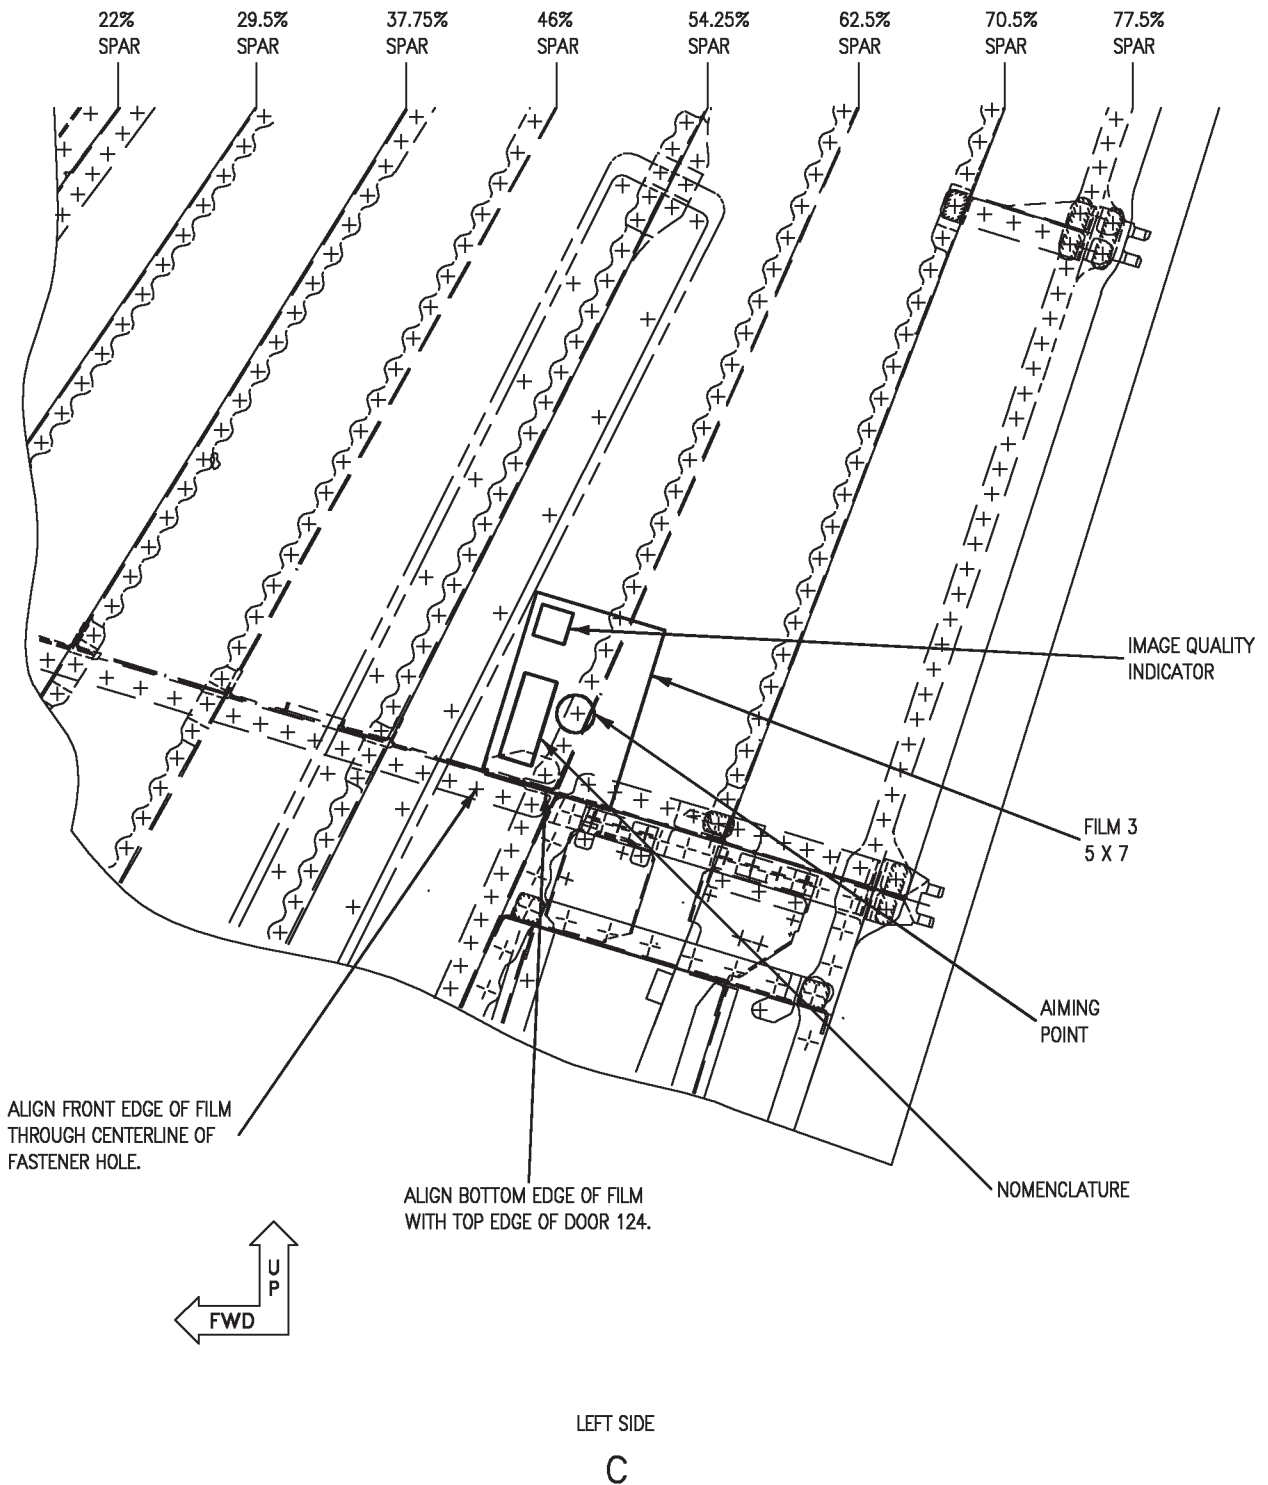 22%
SPAR
29.5%
SPAR
37.75%
SPAR
46%
SPAR
54.25%
SPAR
62.5%
SPAR
70.5%
SPAR
77.5%
SPAR
IMAGE QUALITY
INDICATOR
FILM 3
5 X 7
AIMING
POINT
NOMENCLATURE
ALIGN FRONT EDGE OF FILM
THROUGH CENTERLINE OF
FASTENER HOLE.
ALIGN BOTTOM EDGE OF FILM
WITH TOP EDGE OF DOOR 124.
UP
FWD
LEFT SIDE
C